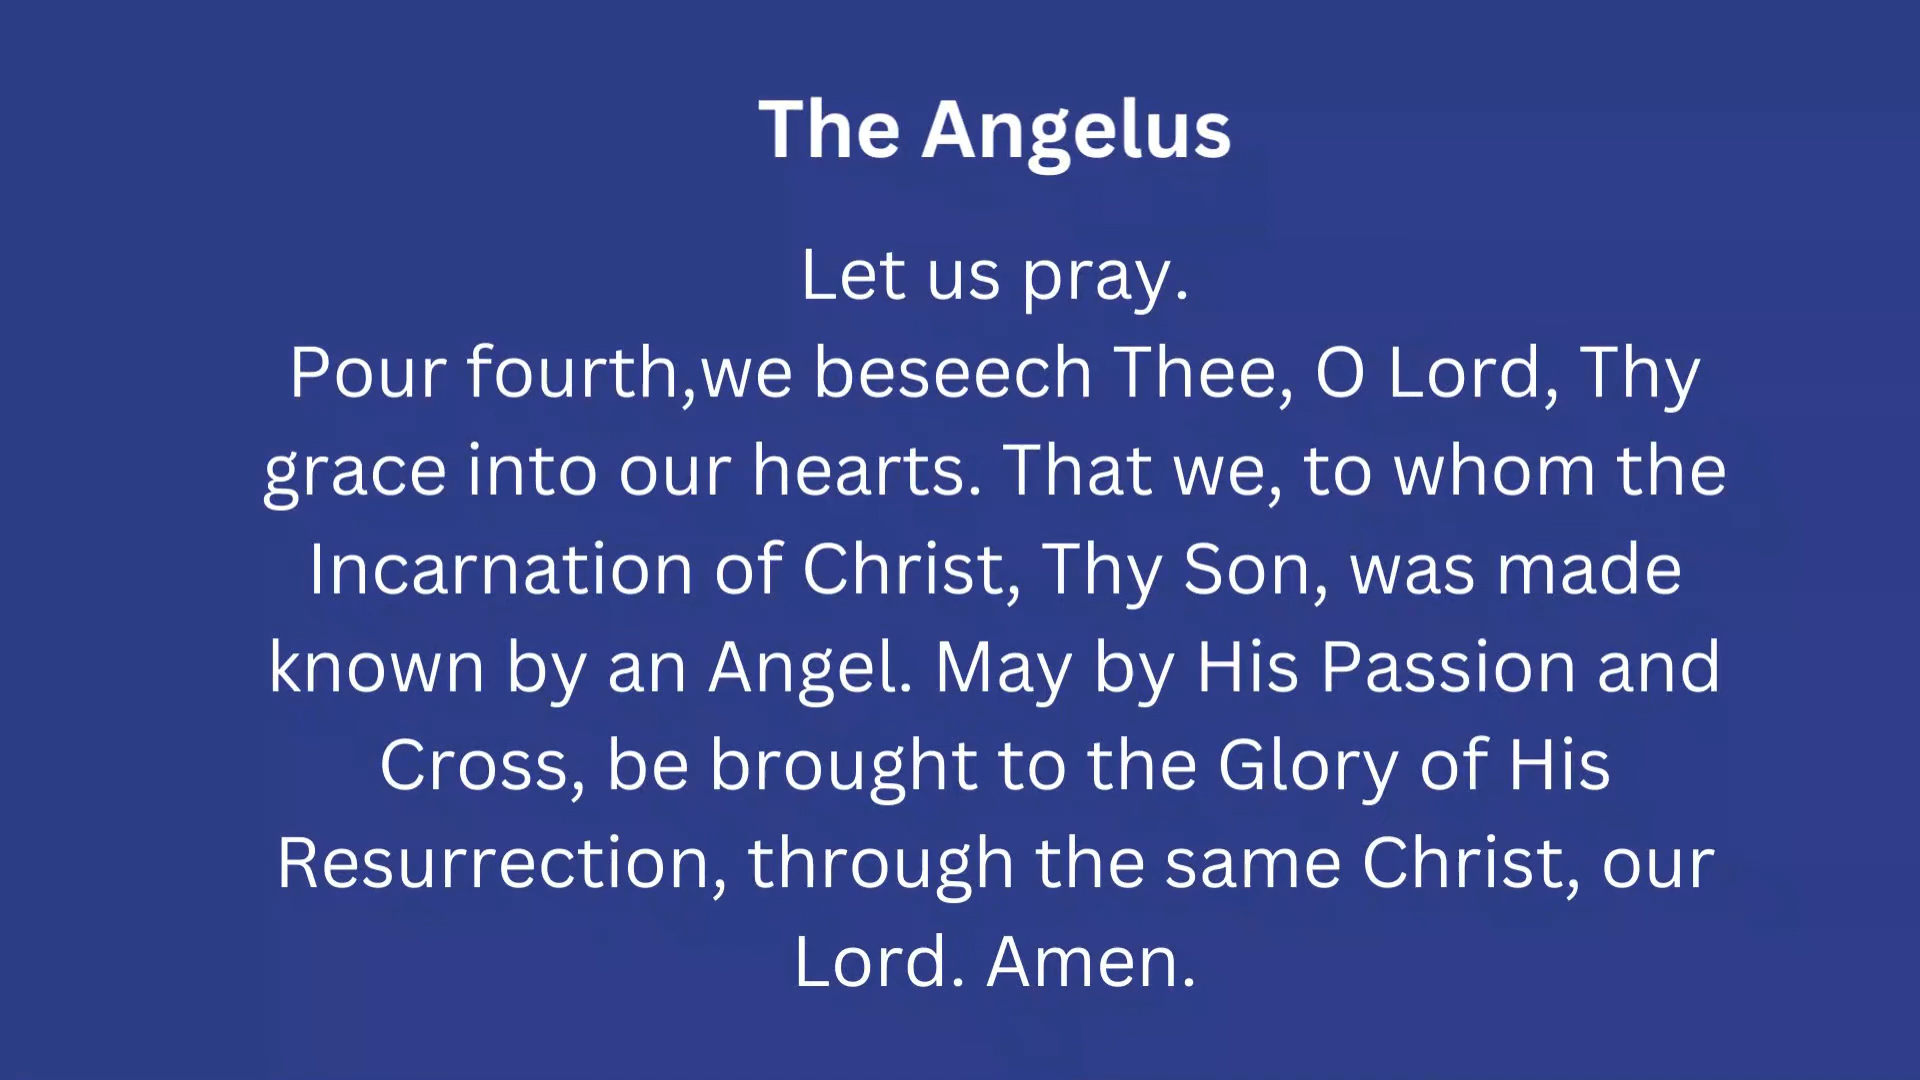 The Angelus
Let us pray.
Pour fourth,we beseech Thee, O Lord, Thy
grace into our hearts. That we, to whom the
Incarnation of Christ, Thy Son, was made
known by an Angel. May by His Passion and
Cross, be brought to the Glory of His
Resurrection, through the same Christ, our
Lord. Amen.